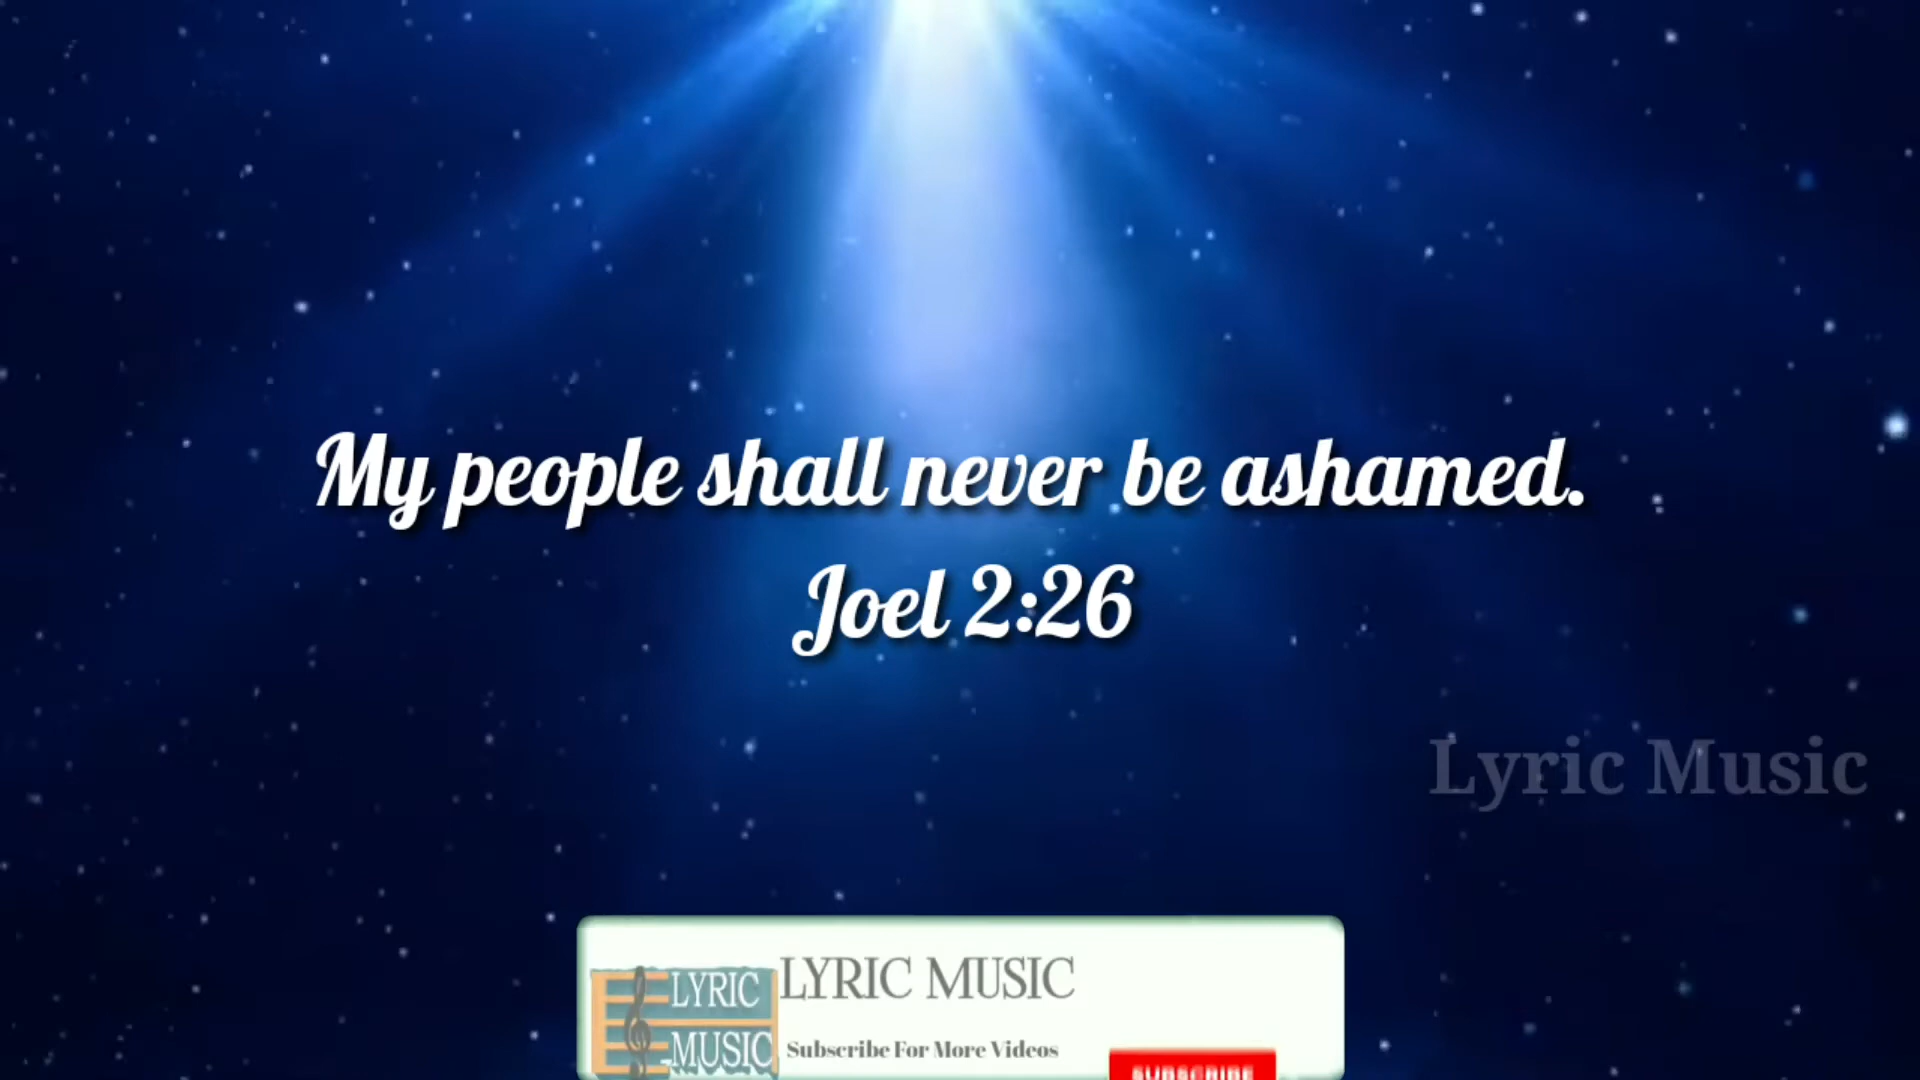 My people shall never be ashamed.
Joel 2:26
Lyric Music
LYRIC MUSIC
LYRIC
MUSIC
Subscribe For More Videos
SUBSCRIBE